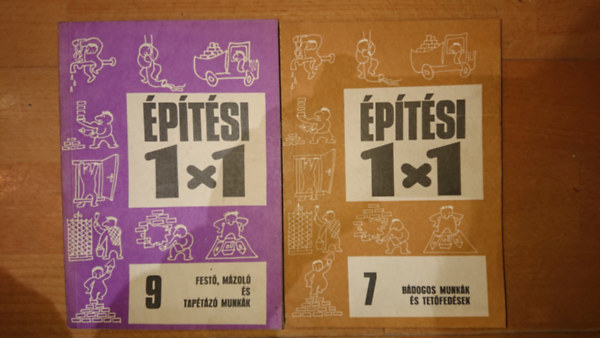 ÉPÍTÉSI
1×1
9
FESTŐ, MÁZOLÓ
ÉS
TAPÉTÁZÓ MUNKÁK
ÉPÍTÉSI
1×1
7
BÁDOGOS MUNKÁK
ÉS TETŐFEDÉSEK